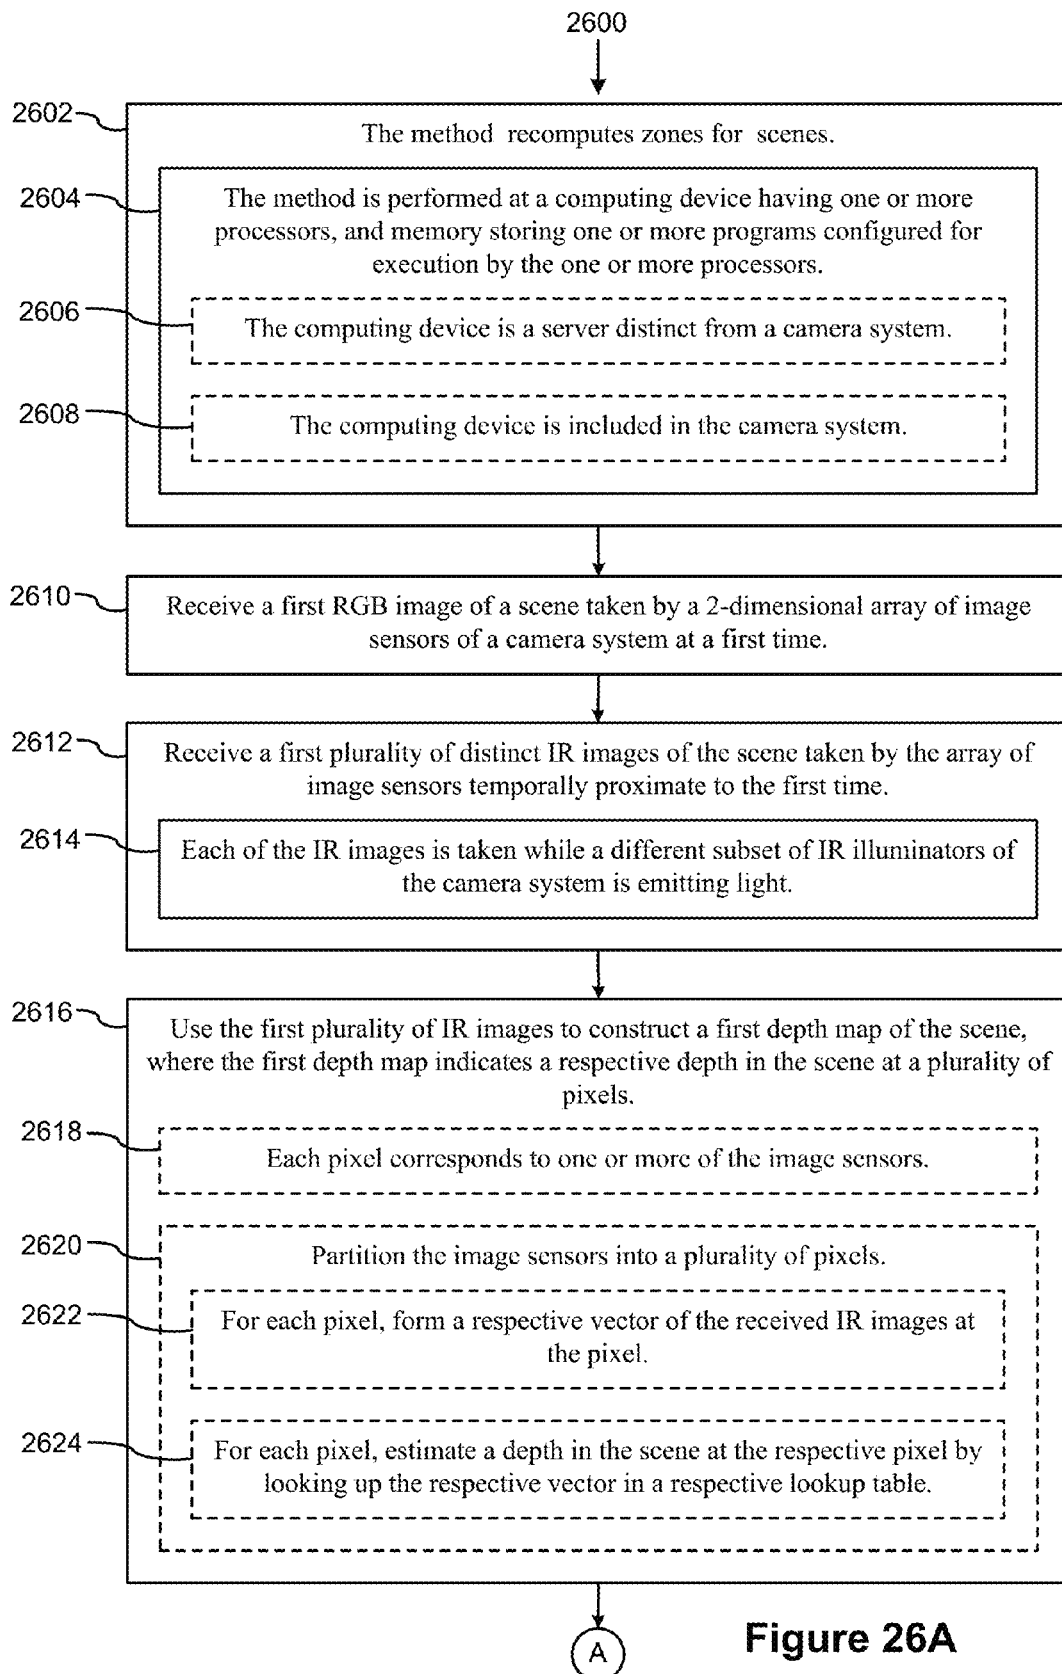 2600
2602
The method recomputes zones for scenes.
2604
The method is performed at a computing device having one or more
processors, and memory storing one or more programs configured for
execution by the one or more processors.
2606
The computing device is a server distinct from a camera system.
2608
The computing device is included in the camera system.
2610
Receive a first RGB image of a scene taken by a 2-dimensional array of image
sensors of a camera system at a first time.
2612
Receive a first plurality of distinct IR images of the scene taken by the array of
image sensors temporally proximate to the first time.
2614
Each of the IR images is taken while a different subset of IR illuminators of
the camera system is emitting light.
2616
Use the first plurality of IR images to construct a first depth map of the scene,
where the first depth map indicates a respective depth in the scene at a plurality of
pixels.
2618
Each pixel corresponds to one or more of the image sensors.
2620
Partition the image sensors into a plurality of pixels.
2622
For each pixel, form a respective vector of the received IR images at
the pixel.
2624
For each pixel, estimate a depth in the scene at the respective pixel by
looking up the respective vector in a respective lookup table.
A
Figure 26A